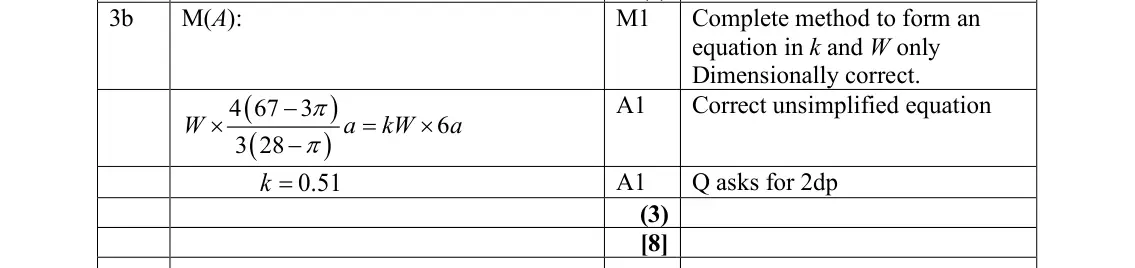 3b M(A): M1 Complete method to form an
equation in k and W only
Dimensionally correct.
W × 4(67 − 3π) / 3(28 − π) a = kW × 6a A1 Correct unsimplified equation
k = 0.51 A1 Q asks for 2dp
(3)
[8]